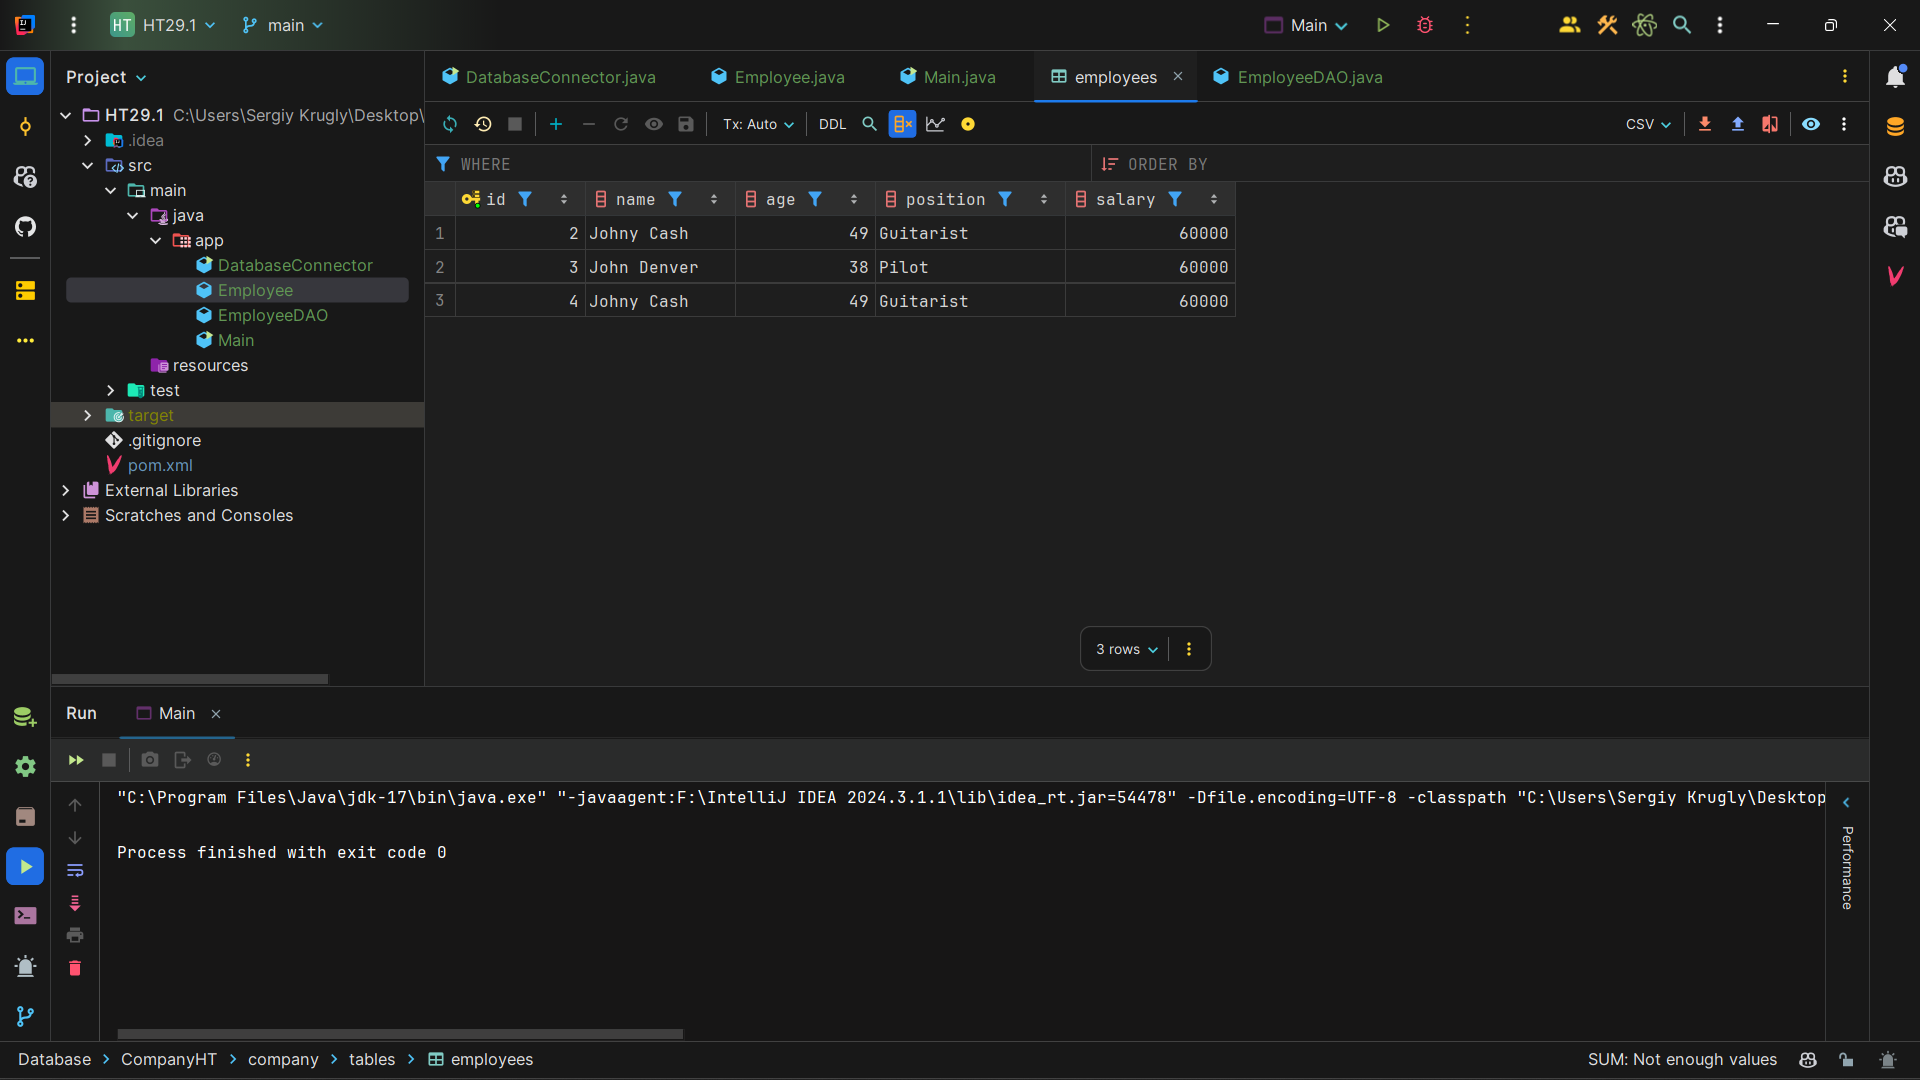 HT HT29.1 main Main
Project
DatabaseConnector.java Employee.java Main.java employees EmployeeDAO.java
HT29.1 C:\Users\Sergiy Krugly\Desktop\
.idea
src
main
java
app
DatabaseConnector
Employee
EmployeeDAO
Main
resources
test
target
.gitignore
pom.xml
External Libraries
Scratches and Consoles
Tx: Auto DDL CSV
WHERE ORDER BY
id name age position salary
1 2 Johny Cash 49 Guitarist 60000
2 3 John Denver 38 Pilot 60000
3 4 Johny Cash 49 Guitarist 60000
3 rows
Run Main
"C:\Program Files\Java\jdk-17\bin\java.exe" "-javaagent:F:\IntelliJ IDEA 2024.3.1.1\lib\idea_rt.jar=54478" -Dfile.encoding=UTF-8 -classpath "C:\Users\Sergiy Krugly\Desktop
Process finished with exit code 0
Performance
Database CompanyHT company tables employees SUM: Not enough values